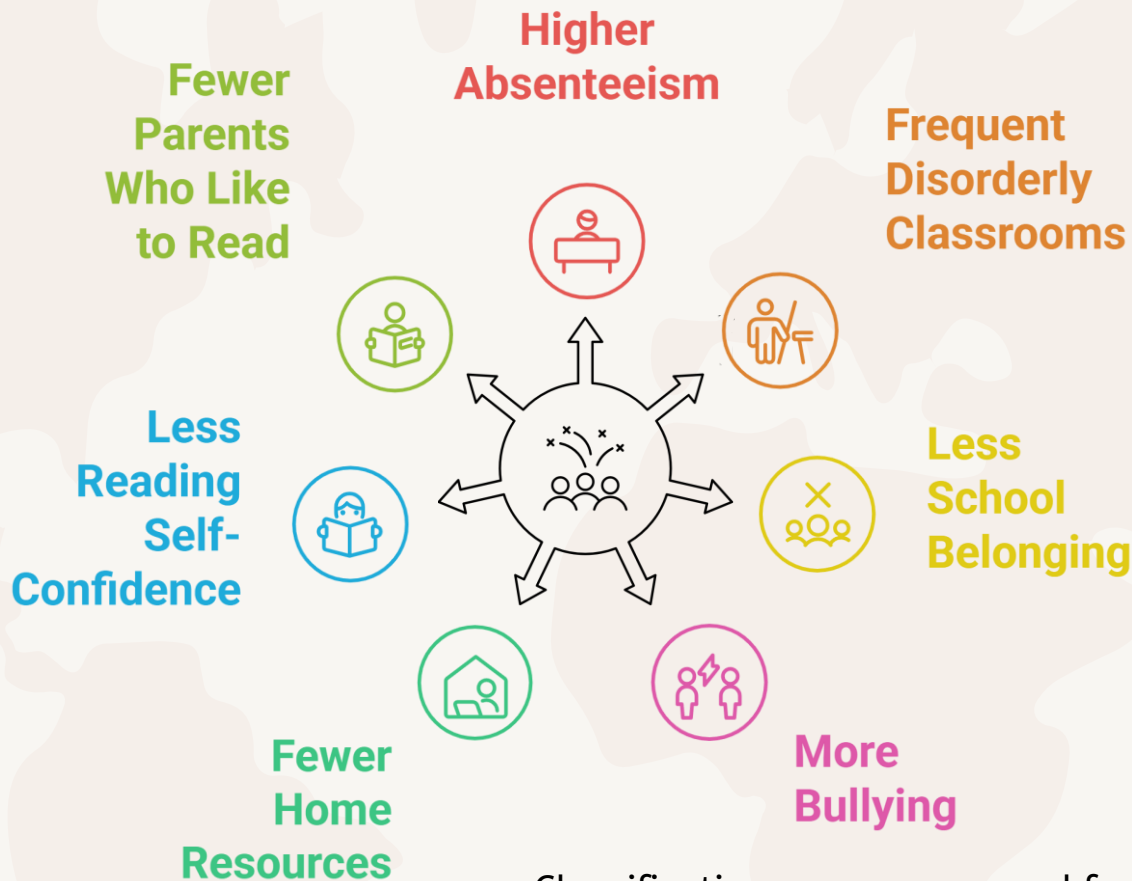 Higher
Absenteeism
Fewer
Parents
Who Like
to Read
Frequent
Disorderly
Classrooms
Less
Reading
Self-
Confidence
Less
School
Belonging
Fewer
Home
Resources
More
Bullying